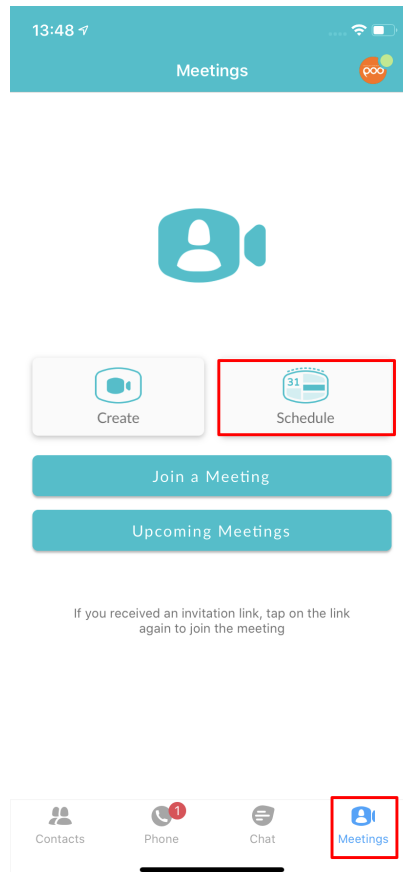 13:48
Meetings
poo
31
Create
Schedule
Join a Meeting
Upcoming Meetings
If you received an invitation link, tap on the link
again to join the meeting
1
Contacts
Phone
Chat
Meetings